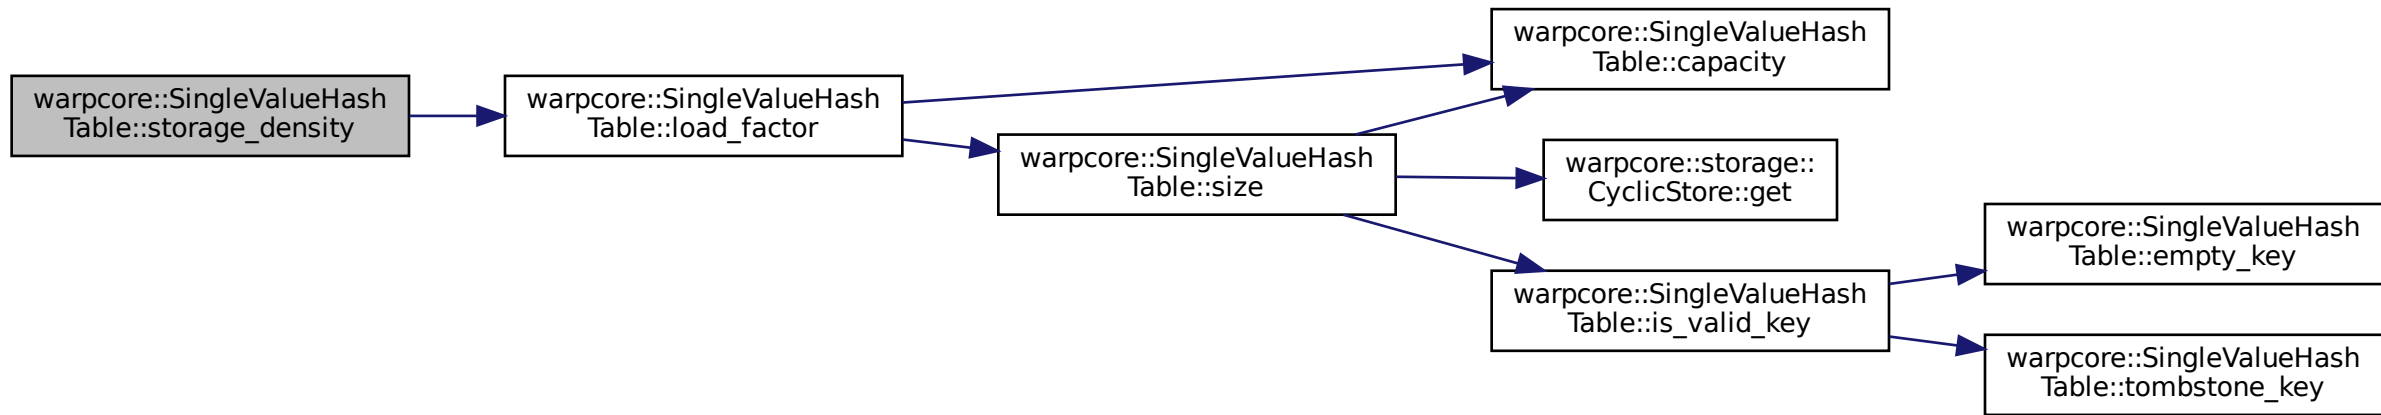 warpcore::SingleValueHash
Table::storage_density
warpcore::SingleValueHash
Table::load_factor
warpcore::SingleValueHash
Table::capacity
warpcore::SingleValueHash
Table::size
warpcore::storage::
CyclicStore::get
warpcore::SingleValueHash
Table::is_valid_key
warpcore::SingleValueHash
Table::empty_key
warpcore::SingleValueHash
Table::tombstone_key